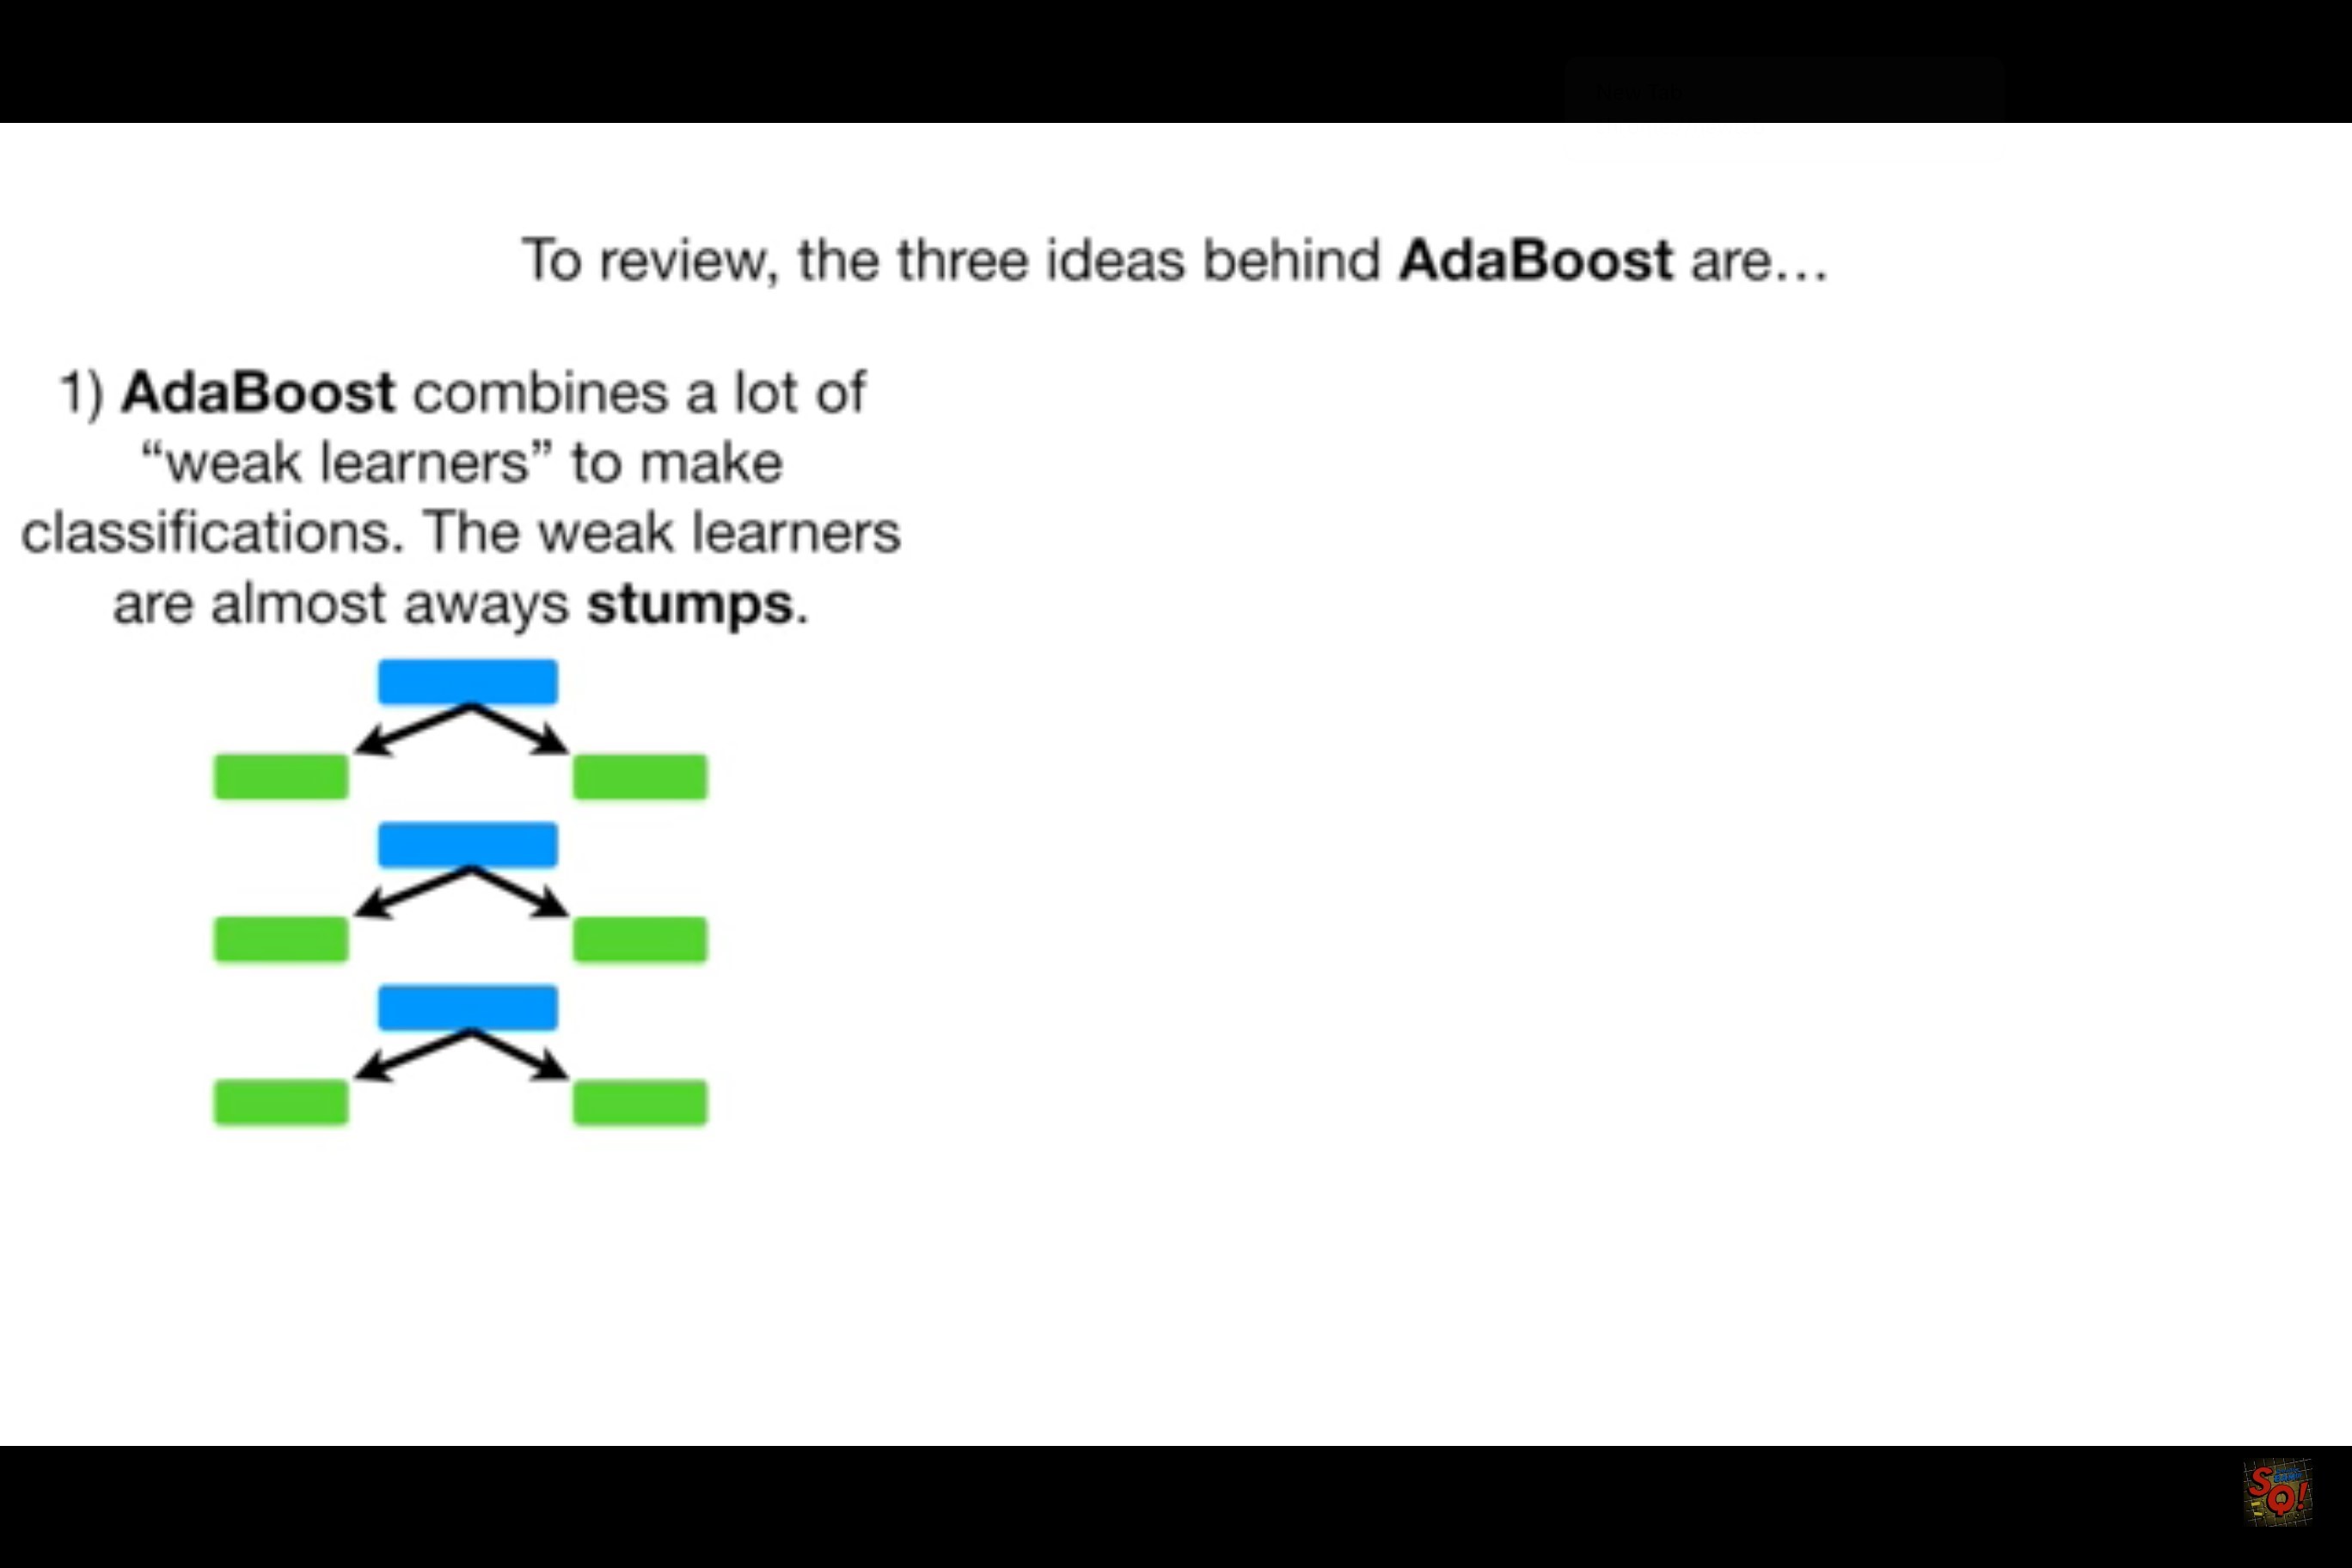 To review, the three ideas behind AdaBoost are…
1) AdaBoost combines a lot of
“weak learners” to make
classifications. The weak learners
are almost aways stumps.
SQ!